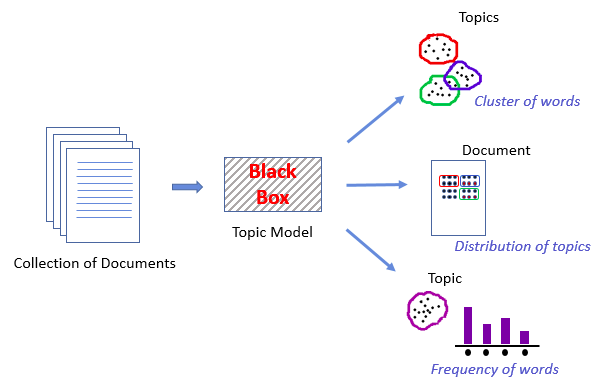 Topics
Cluster of words
Document
Black
Box
Topic Model
Distribution of topics
Collection of Documents
Topic
Frequency of words